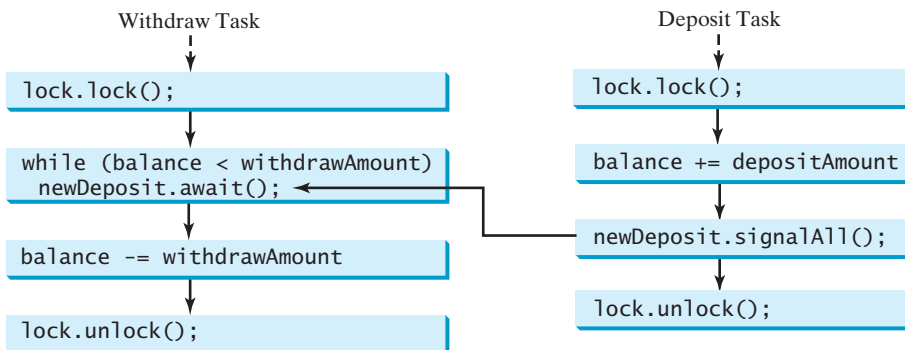 Withdraw Task
lock.lock();
while (balance < withdrawAmount)
newDeposit.await();
balance -= withdrawAmount
lock.unlock();
Deposit Task
lock.lock();
balance += depositAmount
newDeposit.signalAll();
lock.unlock();